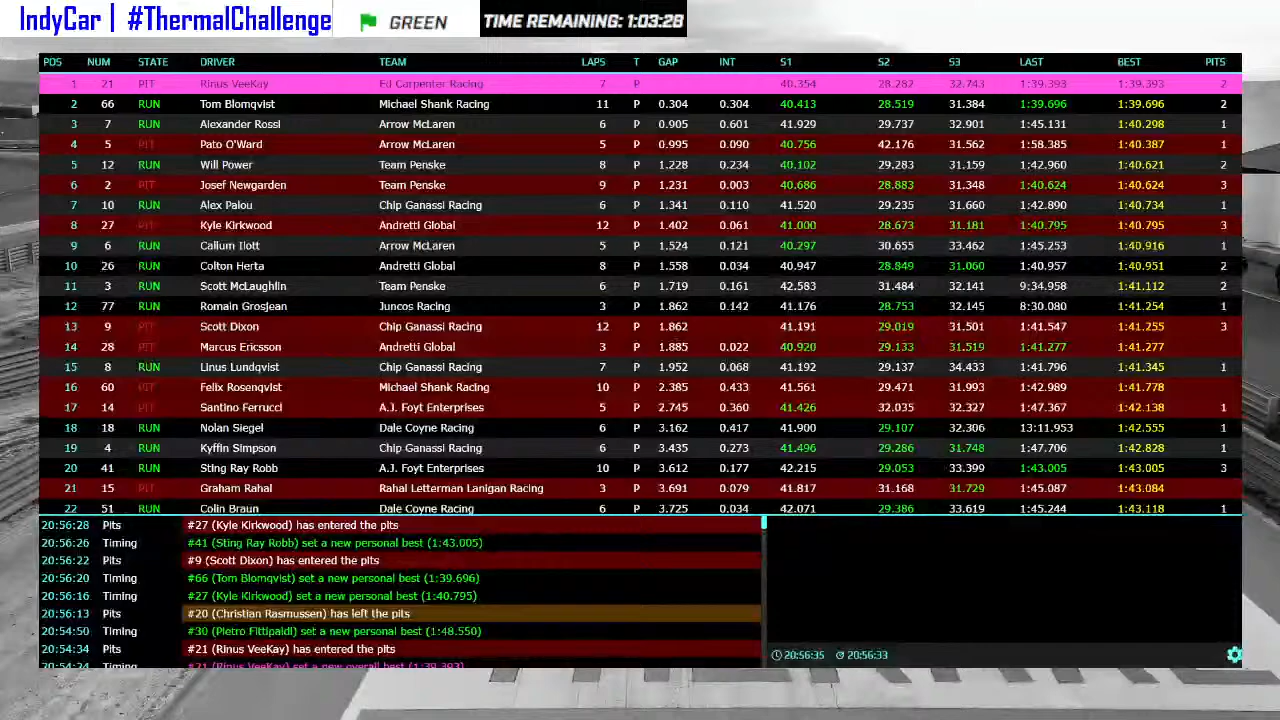 IndyCar | #ThermalChallenge GREEN TIME REMAINING: 1:03:28
POS NUM STATE DRIVER TEAM LAPS T GAP INT S1 S2 S3 LAST BEST PITS
1 21 PIT Rinus VeeKay Ed Carpenter Racing 7 P 40.354 28.282 32.743 1:39.393 1:39.393 2
2 66 RUN Tom Blomqvist Michael Shank Racing 11 P 0.304 0.304 40.413 28.519 31.384 1:39.696 1:39.696 2
3 7 RUN Alexander Rossi Arrow McLaren 6 P 0.905 0.601 41.929 29.737 32.901 1:45.131 1:40.298 1
4 5 PIT Pato O'Ward Arrow McLaren 5 P 0.995 0.090 40.756 42.176 31.562 1:58.385 1:40.387 1
5 12 RUN Will Power Team Penske 8 P 1.228 0.234 40.102 29.283 31.159 1:42.960 1:40.621 2
6 2 PIT Josef Newgarden Team Penske 9 P 1.231 0.003 40.686 28.883 31.348 1:40.624 1:40.624 3
7 10 RUN Alex Palou Chip Ganassi Racing 6 P 1.341 0.110 41.520 29.235 31.660 1:42.890 1:40.734 1
8 27 PIT Kyle Kirkwood Andretti Global 12 P 1.402 0.061 41.000 28.673 31.181 1:40.795 1:40.795 3
9 6 RUN Callum Ilott Arrow McLaren 5 P 1.524 0.121 40.297 30.655 33.462 1:45.253 1:40.916 1
10 26 RUN Colton Herta Andretti Global 8 P 1.558 0.034 40.947 28.849 31.060 1:40.957 1:40.951 2
11 3 RUN Scott McLaughlin Team Penske 6 P 1.719 0.161 42.583 31.484 32.141 9:34.958 1:41.112 2
12 77 RUN Romain Grosjean Juncos Racing 3 P 1.862 0.142 41.176 28.753 32.145 8:30.080 1:41.254 1
13 9 PIT Scott Dixon Chip Ganassi Racing 12 P 1.862 41.191 29.019 31.501 1:41.547 1:41.255 3
14 28 PIT Marcus Ericsson Andretti Global 3 P 1.885 0.022 40.920 29.133 31.519 1:41.277 1:41.277
15 8 RUN Linus Lundqvist Chip Ganassi Racing 7 P 1.952 0.068 41.192 29.137 34.433 1:41.796 1:41.345 1
16 60 PIT Felix Rosenqvist Michael Shank Racing 10 P 2.385 0.433 41.561 29.471 31.993 1:42.989 1:41.778
17 14 PIT Santino Ferrucci A.J. Foyt Enterprises 5 P 2.745 0.360 41.426 32.035 32.327 1:47.367 1:42.138 1
18 18 RUN Nolan Siegel Dale Coyne Racing 6 P 3.162 0.417 41.900 29.107 32.306 13:11.953 1:42.555 1
19 4 RUN Kyffin Simpson Chip Ganassi Racing 6 P 3.435 0.273 41.496 29.286 31.748 1:47.706 1:42.828 1
20 41 RUN Sting Ray Robb A.J. Foyt Enterprises 10 P 3.612 0.177 42.215 29.053 33.399 1:43.005 1:43.005 3
21 15 PIT Graham Rahal Rahal Letterman Lanigan Racing 3 P 3.691 0.079 41.817 31.168 31.729 1:45.087 1:43.084
22 51 RUN Colin Braun Dale Coyne Racing 6 P 3.725 0.034 42.071 29.386 33.619 1:45.244 1:43.118 1
20:56:28 Pits #27 (Kyle Kirkwood) has entered the pits
20:56:26 Timing #41 (Sting Ray Robb) set a new personal best (1:43.005)
20:56:22 Pits #9 (Scott Dixon) has entered the pits
20:56:20 Timing #66 (Tom Blomqvist) set a new personal best (1:39.696)
20:56:16 Timing #27 (Kyle Kirkwood) set a new personal best (1:40.795)
20:56:13 Pits #20 (Christian Rasmussen) has left the pits
20:54:50 Timing #30 (Pietro Fittipaldi) set a new personal best (1:48.550)
20:54:34 Pits #21 (Rinus VeeKay) has entered the pits
20:54:24 Timing #21 (Rinus VeeKay) set a new overall best (1:39.393)
20:56:35 20:56:33